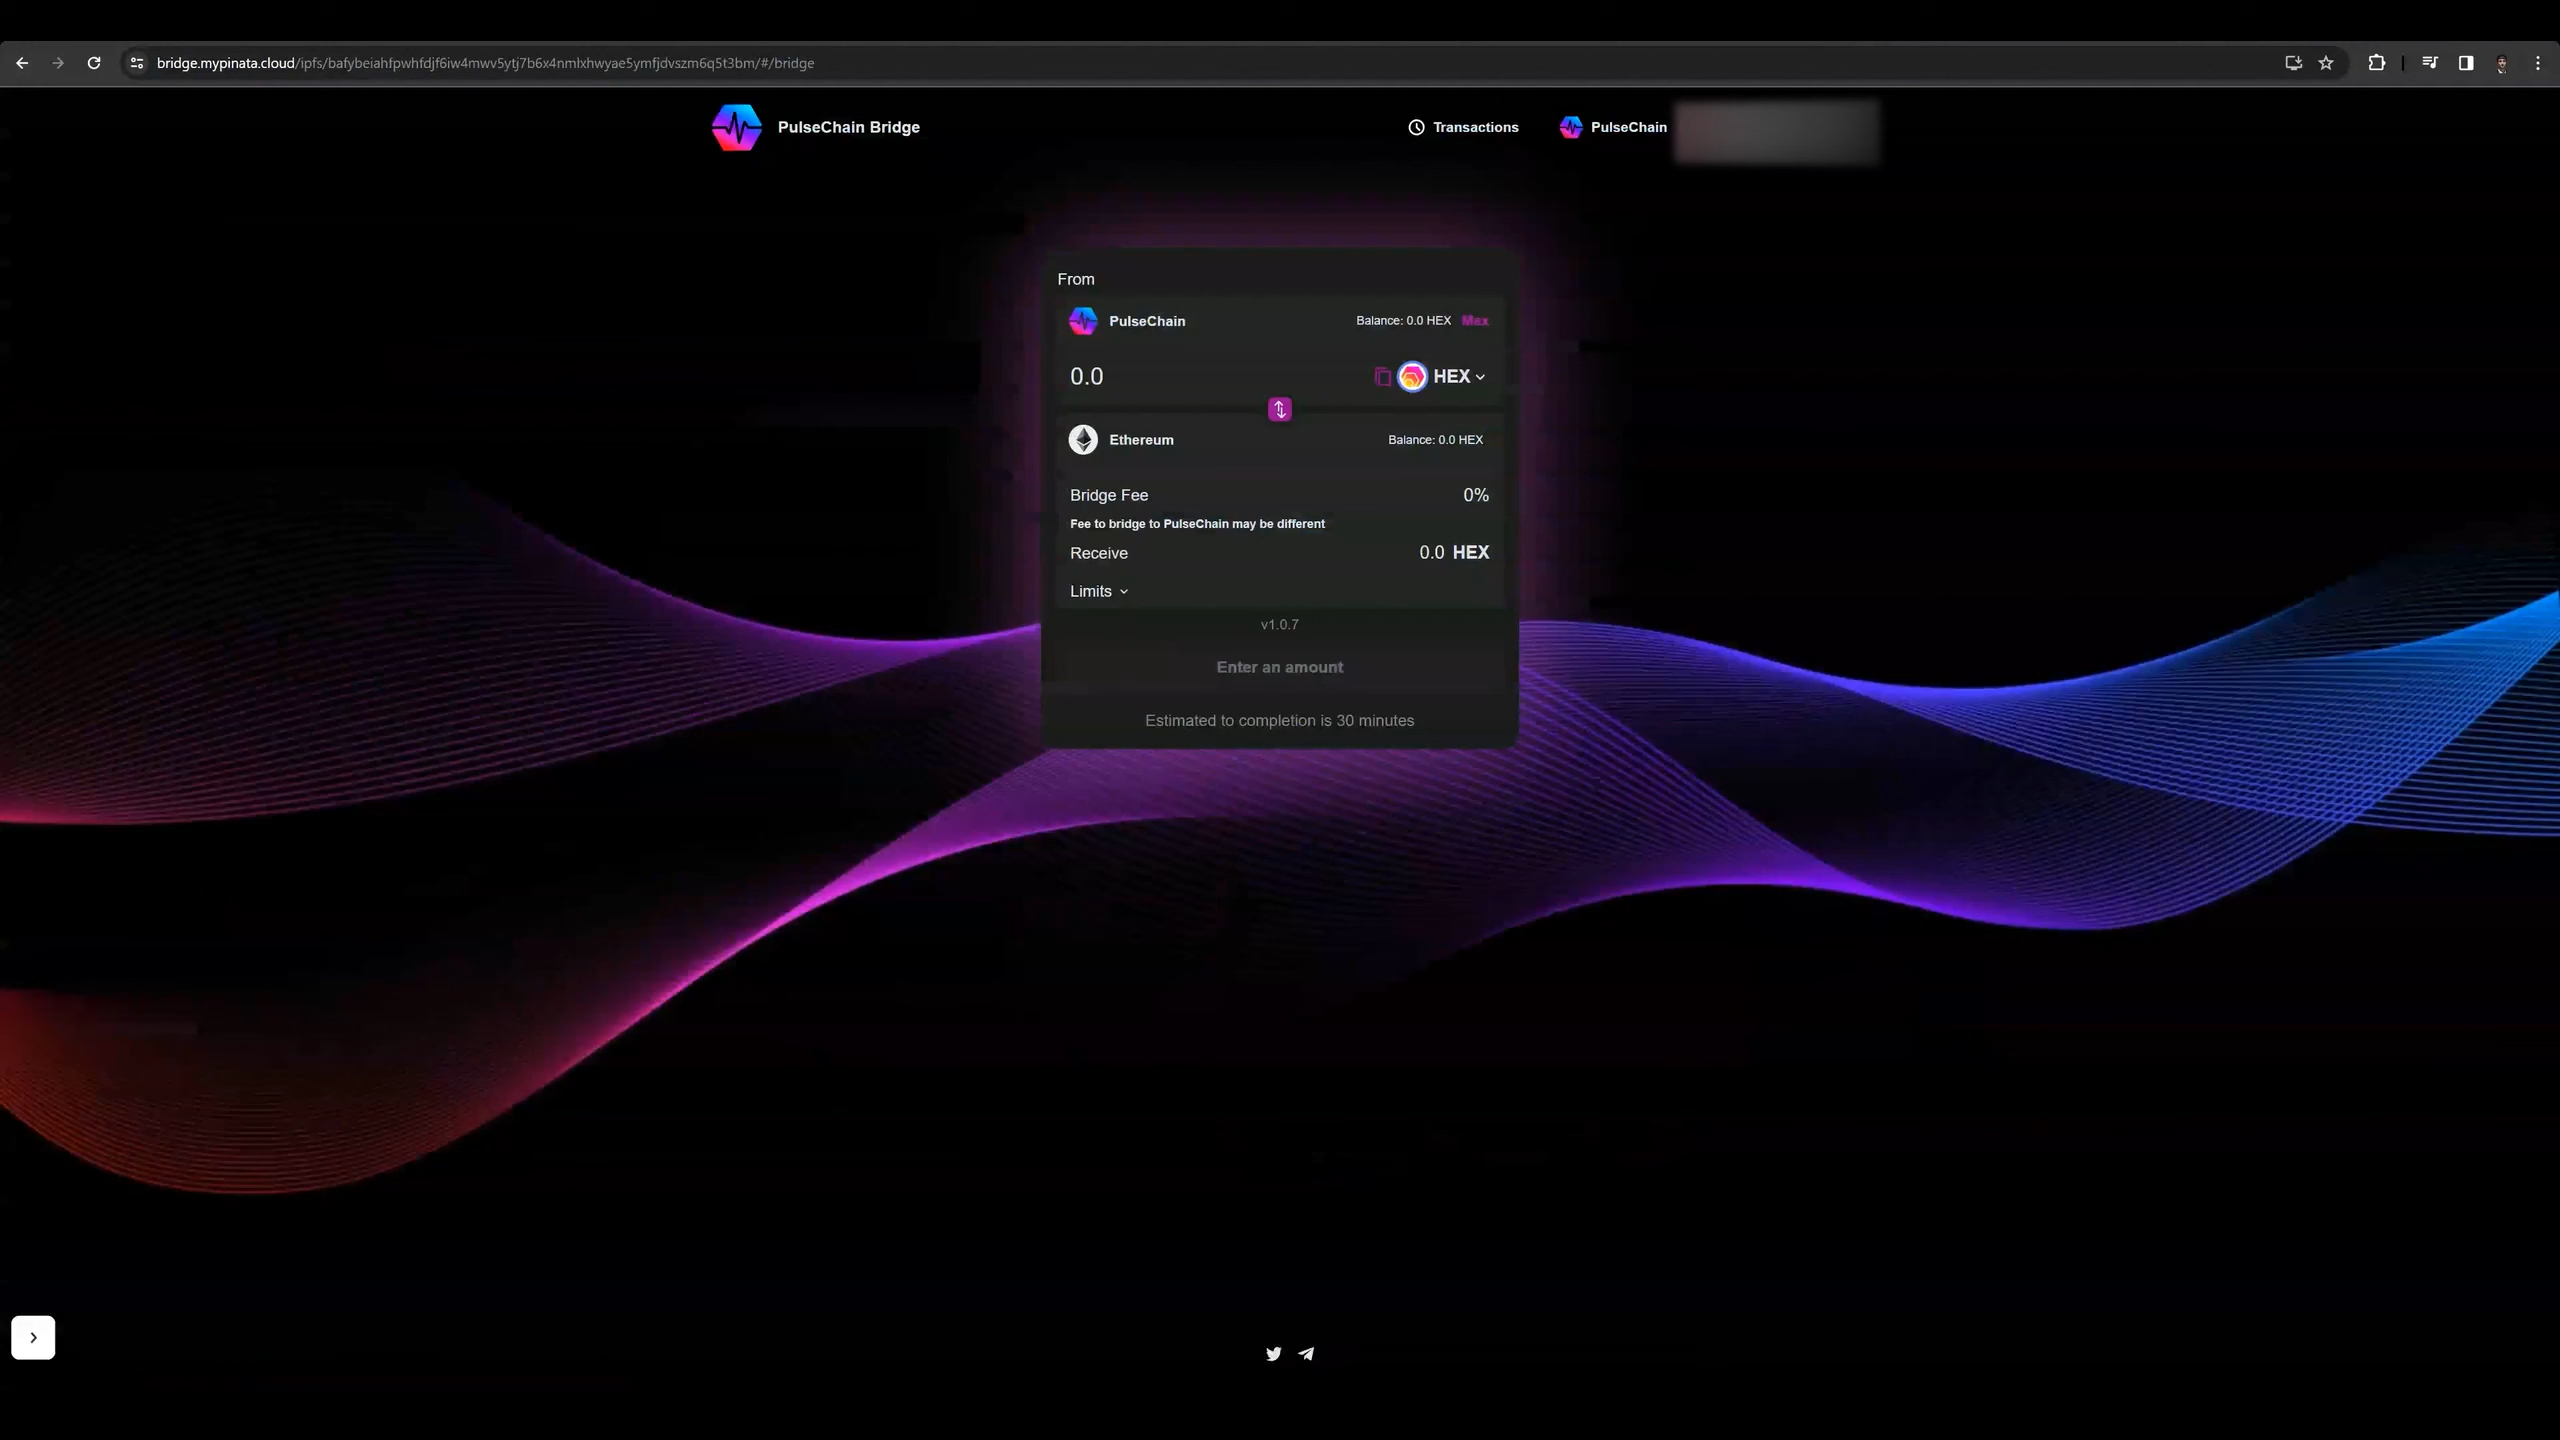 bridge.mypinata.cloud/ipfs/bafybeiahfpwhfdjf6iw4mwv5ytj7b6x4nmlxhwyae5ymfjdvszm6q5t3bm/#/bridge
PulseChain Bridge
Transactions
PulseChain
From
PulseChain
Balance: 0.0 HEX Max
0.0
HEX
Ethereum
Balance: 0.0 HEX
Bridge Fee
0%
Fee to bridge to PulseChain may be different
Receive
0.0 HEX
Limits
v1.0.7
Enter an amount
Estimated to completion is 30 minutes